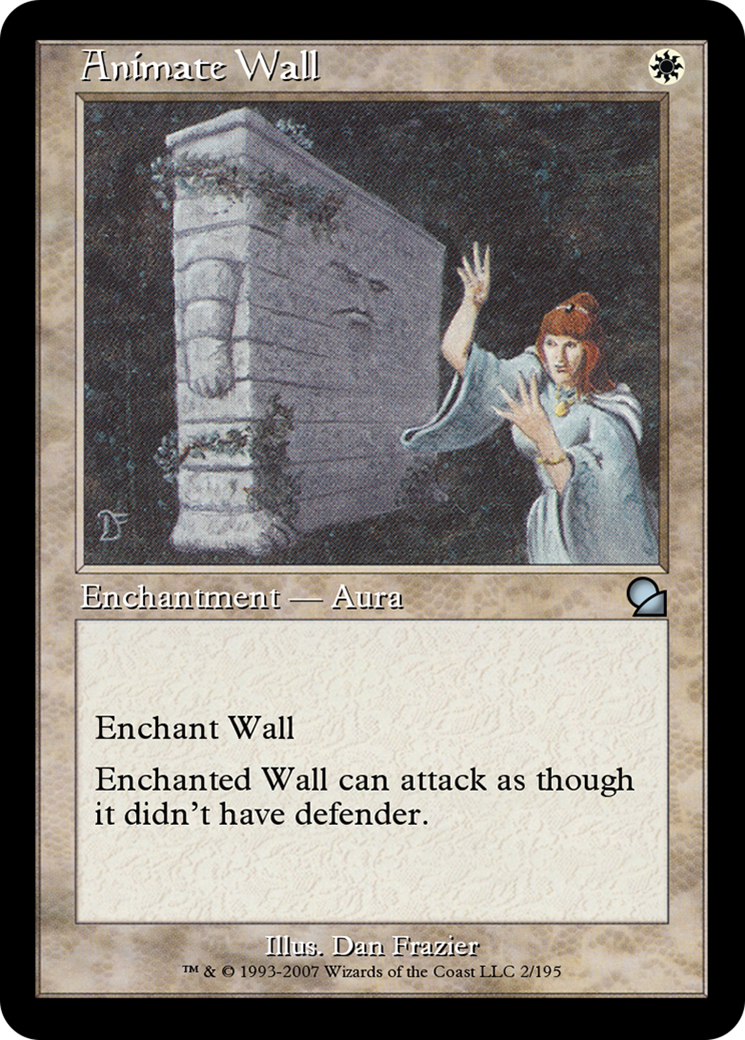 Animate Wall
DF
Enchantment — Aura
Enchant Wall
Enchanted Wall can attack as though
it didn't have defender.
Illus. Dan Frazier
™ & © 1993-2007 Wizards of the Coast LLC 2/195